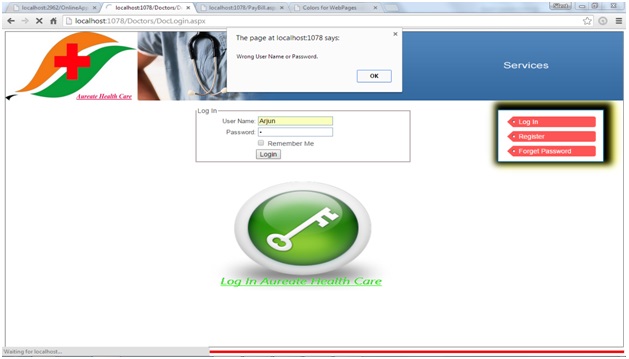 localhost:2962/OnlineApp
localhost:1078/Doctors/Do
localhost:1078/PayBill.asp
Colors for WebPages
localhost:1078/Doctors/DocLogin.aspx
The page at localhost:1078 says:
Wrong User Name or Password.
OK
Services
Aureate Health Care
Log In
User Name: Arjun
Password:
Remember Me
Login
Log In
Register
Forget Password
Log In Aureate Health Care
Waiting for localhost...